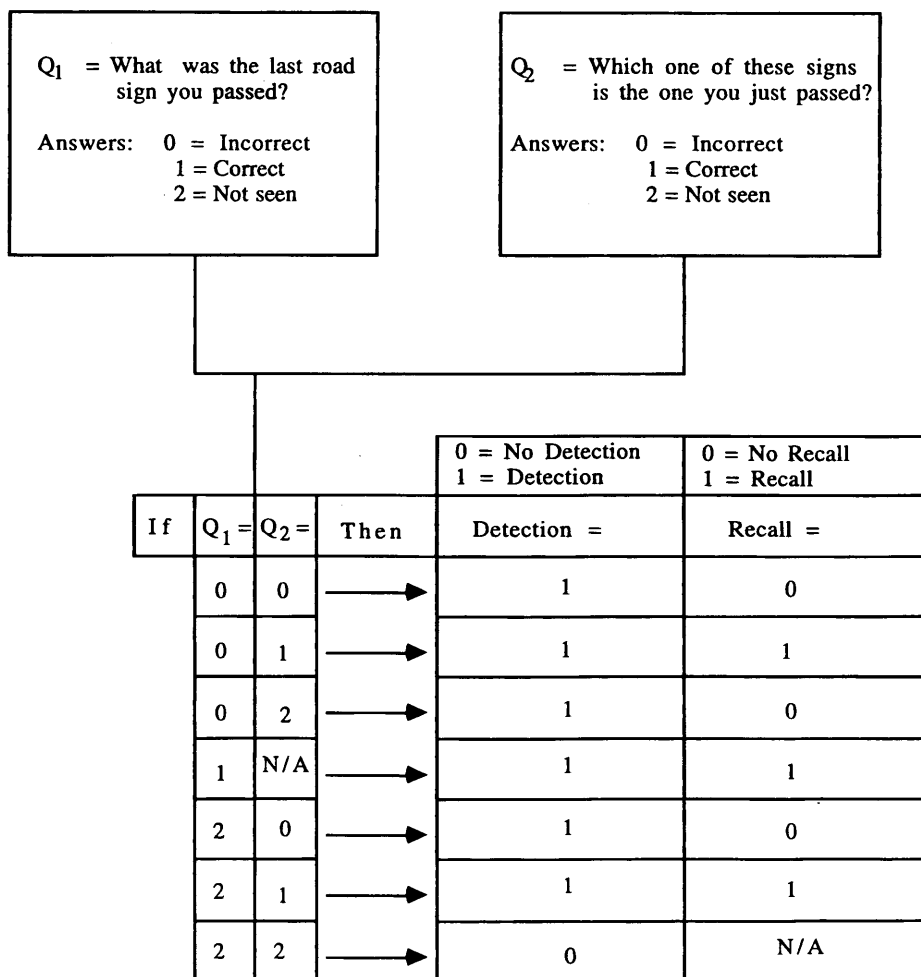 Q1 = What was the last road
sign you passed?
Answers: 0 = Incorrect
1 = Correct
2 = Not seen
Q2 = Which one of these signs
is the one you just passed?
Answers: 0 = Incorrect
1 = Correct
2 = Not seen
0 = No Detection
1 = Detection
0 = No Recall
1 = Recall
If Q1 = Q2 = Then Detection = Recall =
0 0 1 0
0 1 1 1
0 2 1 0
1 N/A 1 1
2 0 1 0
2 1 1 1
2 2 0 N/A